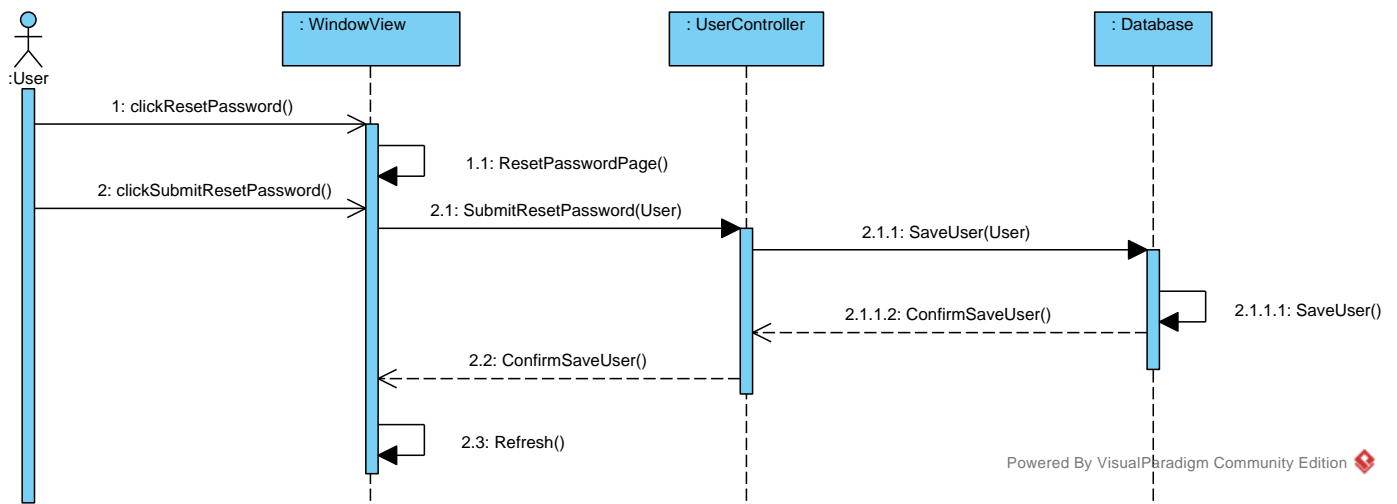 : WindowView
: UserController
: Database
:User
1: clickResetPassword()
1.1: ResetPasswordPage()
2: clickSubmitResetPassword()
2.1: SubmitResetPassword(User)
2.1.1: SaveUser(User)
2.1.1.1: SaveUser()
2.1.1.2: ConfirmSaveUser()
2.2: ConfirmSaveUser()
2.3: Refresh()
Powered By VisualParadigm Community Edition